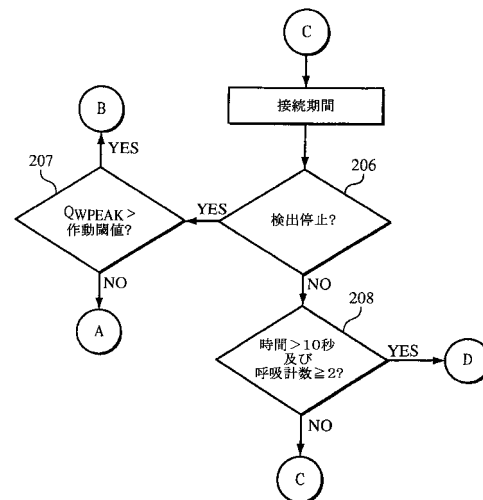 C
接続期間
B
207
YES
206
QWPEAK>
作動閾値?
YES
検出停止?
NO
NO
208
A
時間>10秒
及び
呼吸計数≧2?
YES
D
NO
C